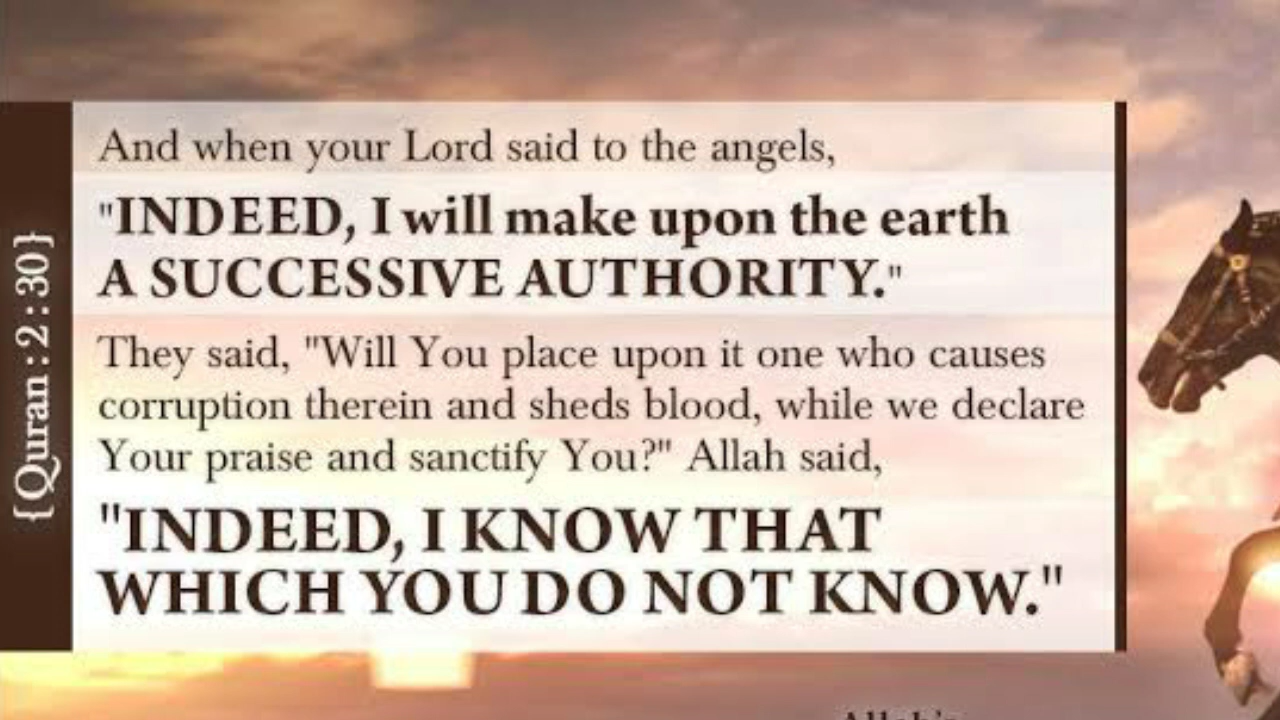 {Quran : 2 : 30}
And when your Lord said to the angels,
"INDEED, I will make upon the earth
A SUCCESSIVE AUTHORITY."
They said, "Will You place upon it one who causes
corruption therein and sheds blood, while we declare
Your praise and sanctify You?" Allah said,
"INDEED, I KNOW THAT
WHICH YOU DO NOT KNOW."